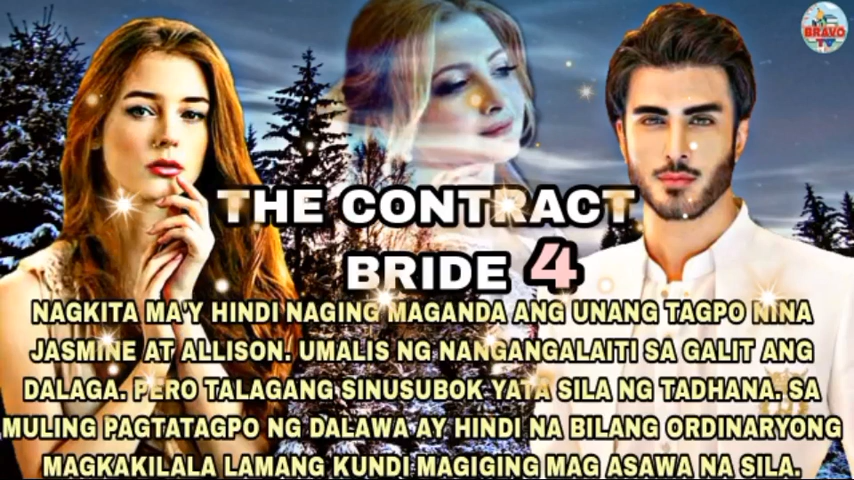 BRAVO
TV
THE CONTRACT
BRIDE 4
NAGKITA MA'Y HINDI NAGING MAGANDA ANG UNANG TAGPO NINA
JASMINE AT ALLISON. UMALIS NG NANGANGALAITI SA GALIT ANG
DALAGA. PERO TALAGANG SINUSUBOK YATA SILA NG TADHANA. SA
MULING PAGTATAGPO NG DALAWA AY HINDI NA BILANG ORDINARYONG
MAGKAKILALA LAMANG KUNDI MAGIGING MAG ASAWA NA SILA.